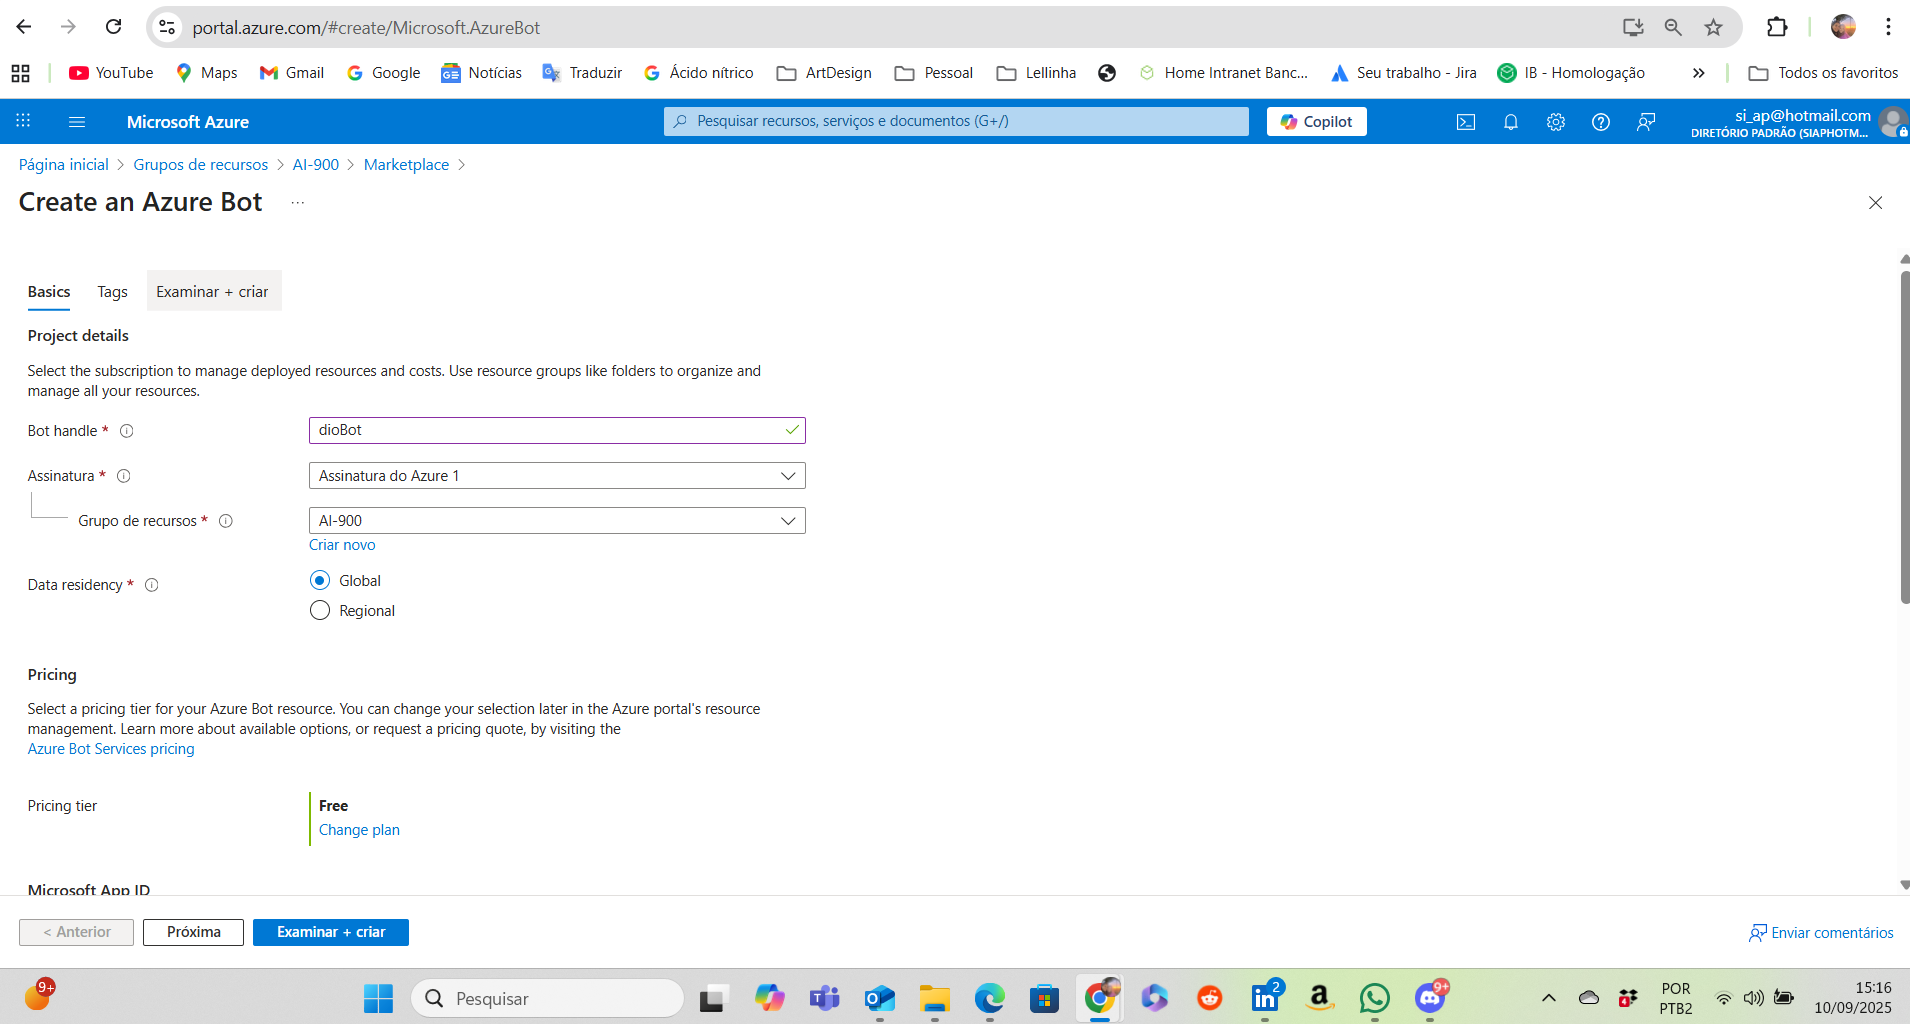 portal.azure.com/#create/Microsoft.AzureBot
YouTube Maps Gmail Google Notícias Traduzir Ácido nítrico ArtDesign Pessoal Lellinha Home Intranet Banc... Seu trabalho - Jira IB - Homologação » Todos os favoritos
Microsoft Azure
Pesquisar recursos, serviços e documentos (G+/)
Copilot
si_ap@hotmail.com
DIRETÓRIO PADRÃO (SIAPHOTM...
Página inicial > Grupos de recursos > AI-900 > Marketplace >
Create an Azure Bot ...
Basics Tags Examinar + criar
Project details
Select the subscription to manage deployed resources and costs. Use resource groups like folders to organize and
manage all your resources.
Bot handle * dioBot
Assinatura * Assinatura do Azure 1
Grupo de recursos * AI-900
Criar novo
Data residency * Global
Regional
Pricing
Select a pricing tier for your Azure Bot resource. You can change your selection later in the Azure portal's resource
management. Learn more about available options, or request a pricing quote, by visiting the
Azure Bot Services pricing
Pricing tier Free
Change plan
Microsoft App ID
< Anterior Próxima Examinar + criar Enviar comentários
9+ Pesquisar 2 9+ 4 POR 15:16
PTB2 10/09/2025